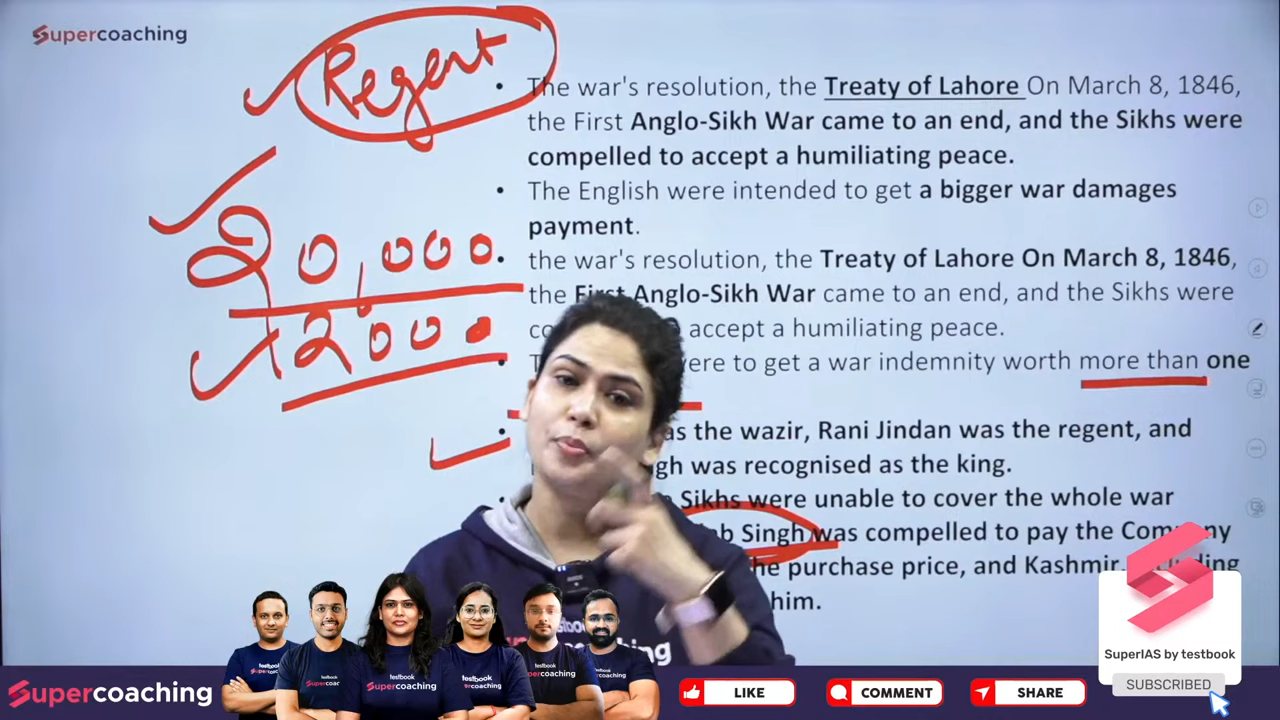 Supercoaching
Regent
20,000
12000
• The war's resolution, the Treaty of Lahore On March 8, 1846,
the First Anglo-Sikh War came to an end, and the Sikhs were
compelled to accept a humiliating peace.
• The English were intended to get a bigger war damages
payment.
• the war's resolution, the Treaty of Lahore On March 8, 1846,
the First Anglo-Sikh War came to an end, and the Sikhs were
accept a humiliating peace.
were to get a war indemnity worth more than one
as the wazir, Rani Jindan was the regent, and
was recognised as the king.
Sikhs were unable to cover the whole war
Singh was compelled to pay the Company
the purchase price, and Kashmir,
him.
testbook
Supercoaching
LIKE
COMMENT
SHARE
SuperIAS by testbook
SUBSCRIBED